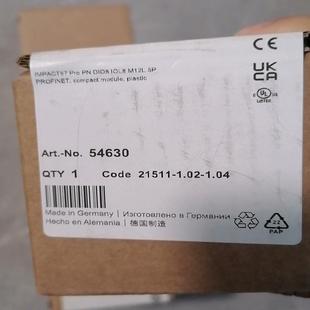 IMPACT67 Pro PN DIO8 IOL8 M12L 5P
PROFINET, compact module, plastic
CE
UK
CA
Art.-No. 54630
QTY 1 Code 21511-1.02-1.04
Made in Germany | Изготовлено в Германии
Hecho en Alemania | 德国制造
PAP